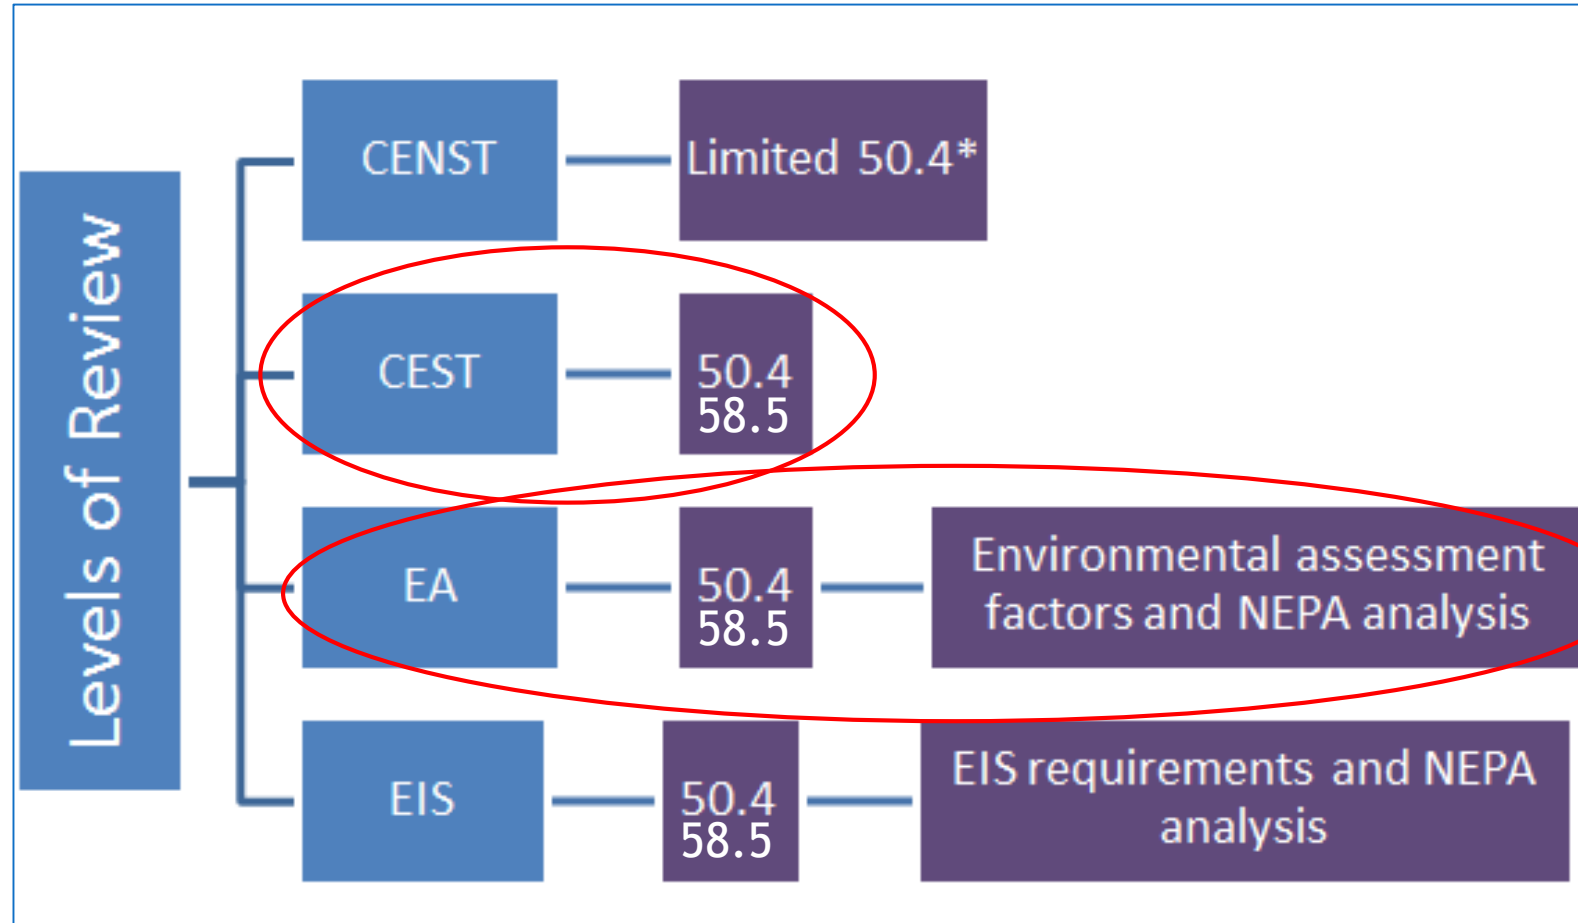 Levels of Review
CENST
Limited 50.4*
CEST
50.4
58.5
EA
50.4
58.5
Environmental assessment
factors and NEPA analysis
EIS
50.4
58.5
EIS requirements and NEPA
analysis